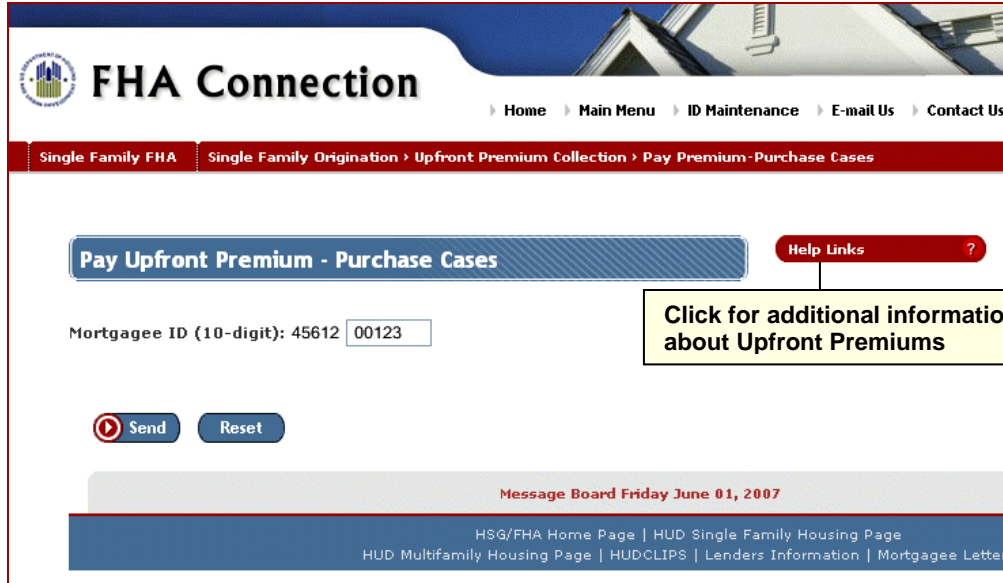 FHA Connection
Home Main Menu ID Maintenance E-mail Us Contact Us
Single Family FHA Single Family Origination › Upfront Premium Collection › Pay Premium-Purchase Cases
Pay Upfront Premium - Purchase Cases
Help Links ?
Click for additional informatio
about Upfront Premiums
Mortgagee ID (10-digit): 45612 00123
Send Reset
Message Board Friday June 01, 2007
HSG/FHA Home Page | HUD Single Family Housing Page
HUD Multifamily Housing Page | HUDCLIPS | Lenders Information | Mortgagee Letter